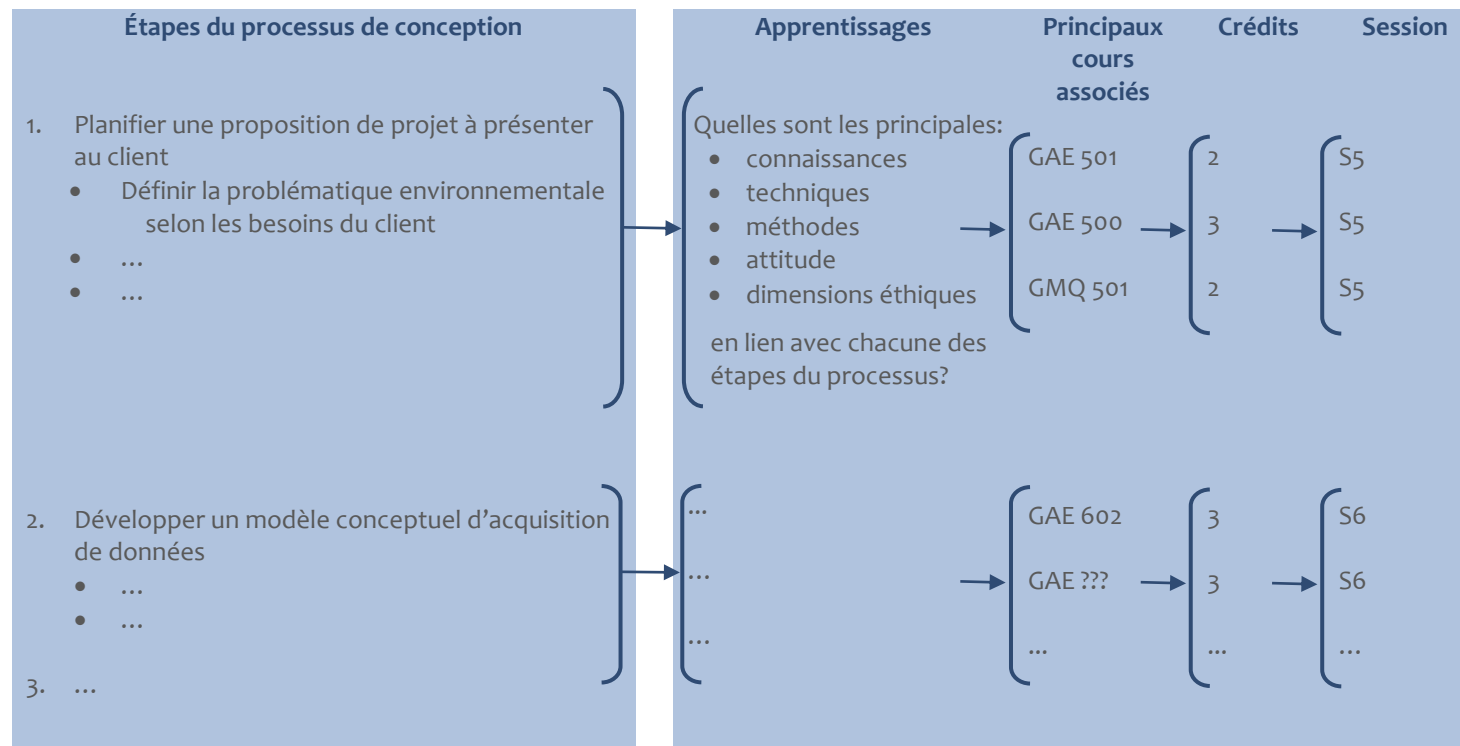 Étapes du processus de conception
1. Planifier une proposition de projet à présenter
au client
• Définir la problématique environnementale
selon les besoins du client
• …
• …
2. Développer un modèle conceptuel d’acquisition
de données
• …
• …
3. …
Apprentissages Principaux Crédits Session
cours
associés
Quelles sont les principales:
• connaissances
• techniques
• méthodes
• attitude
• dimensions éthiques
en lien avec chacune des
étapes du processus?
GAE 501 2 S5
GAE 500 3 S5
GMQ 501 2 S5
... GAE 602 3 S6
… GAE ??? 3 S6
… ... ... …